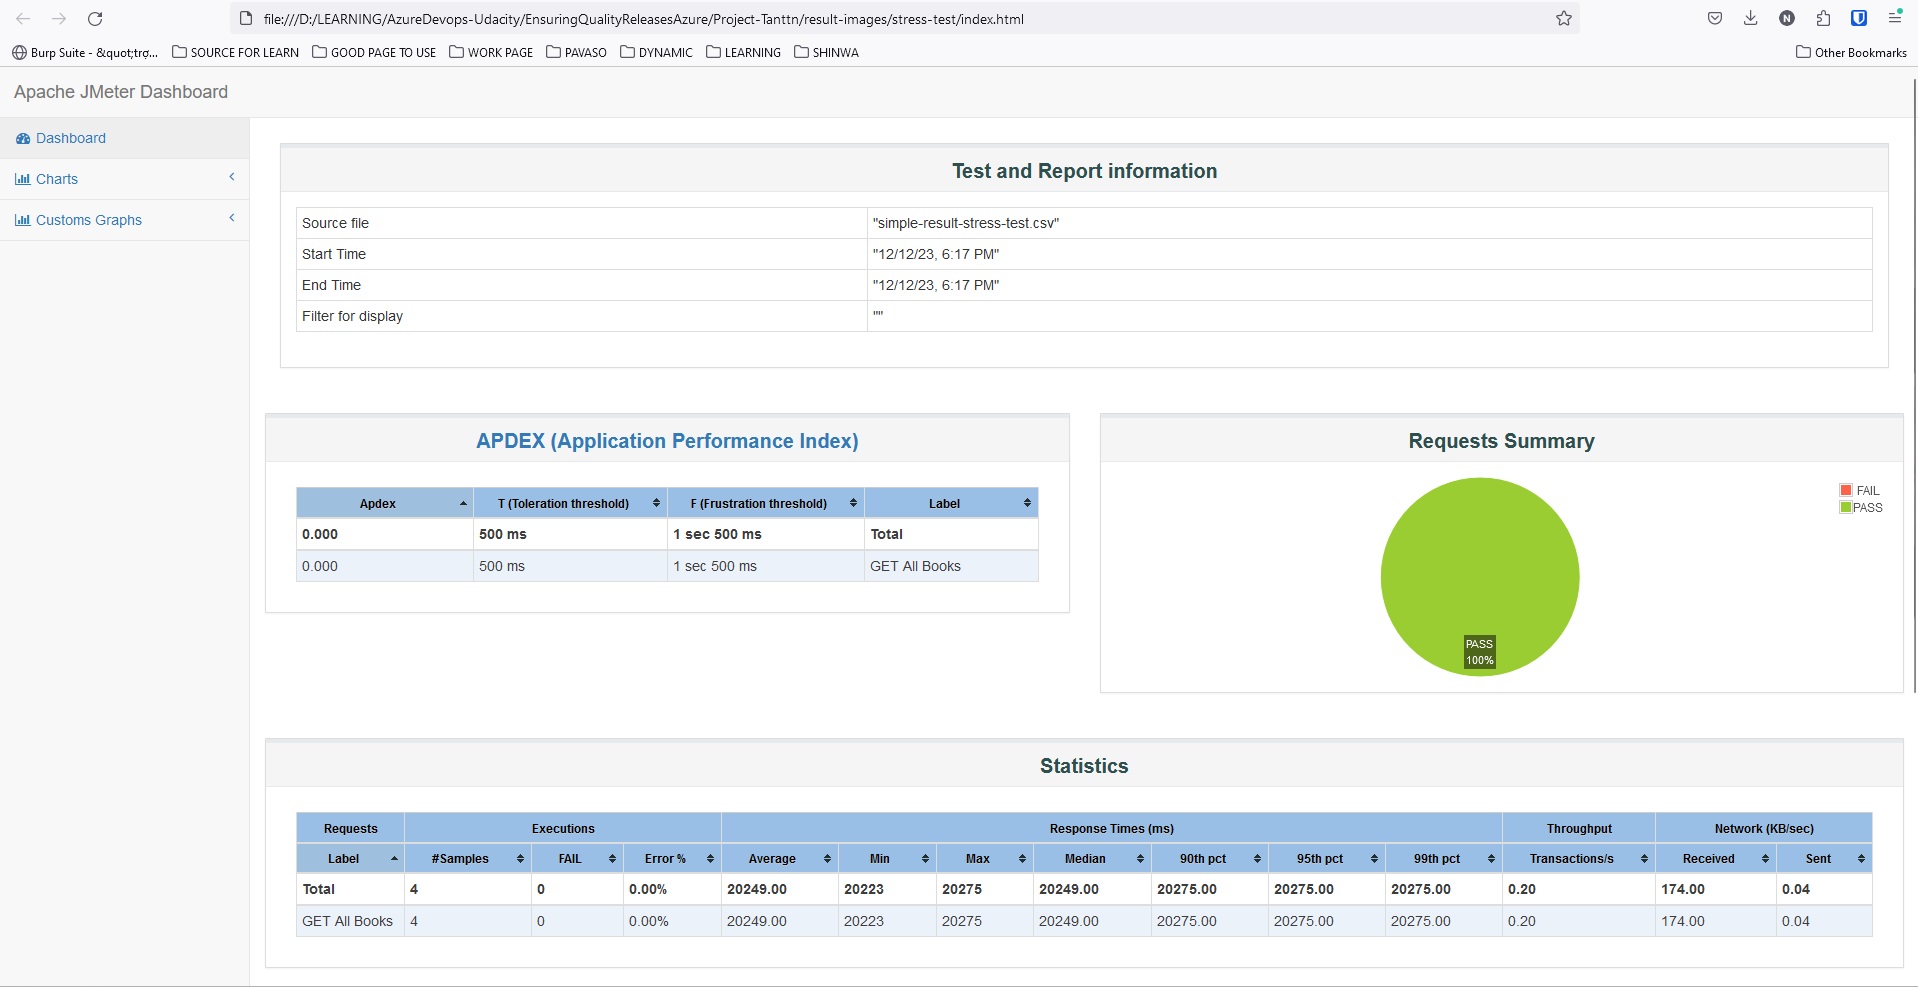 file:///D:/LEARNING/AzureDevops-Udacity/EnsuringQualityReleasesAzure/Project-Tanttn/result-images/stress-test/index.html
N
Burp Suite - &quot;trợ... SOURCE FOR LEARN GOOD PAGE TO USE WORK PAGE PAVASO DYNAMIC LEARNING SHINWA Other Bookmarks
Apache JMeter Dashboard
Dashboard
Charts
Customs Graphs
Test and Report information
Source file "simple-result-stress-test.csv"
Start Time "12/12/23, 6:17 PM"
End Time "12/12/23, 6:17 PM"
Filter for display ""
APDEX (Application Performance Index)
Apdex T (Toleration threshold) F (Frustration threshold) Label
0.000 500 ms 1 sec 500 ms Total
0.000 500 ms 1 sec 500 ms GET All Books
Requests Summary
FAIL
PASS
PASS
100%
Statistics
Requests Executions Response Times (ms) Throughput Network (KB/sec)
Label #Samples FAIL Error % Average Min Max Median 90th pct 95th pct 99th pct Transactions/s Received Sent
Total 4 0 0.00% 20249.00 20223 20275 20249.00 20275.00 20275.00 20275.00 0.20 174.00 0.04
GET All Books 4 0 0.00% 20249.00 20223 20275 20249.00 20275.00 20275.00 20275.00 0.20 174.00 0.04